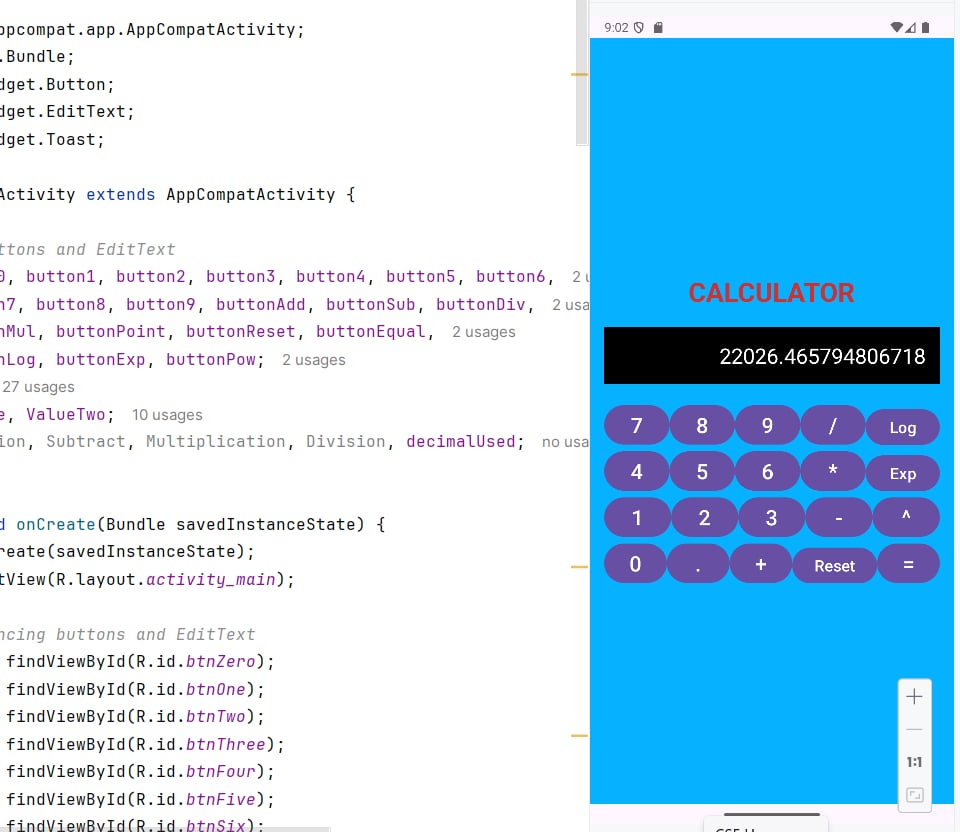 ppcompat.app.AppCompatActivity;
.Bundle;
dget.Button;
dget.EditText;
dget.Toast;
Activity extends AppCompatActivity {
ttons and EditText
0, button1, button2, button3, button4, button5, button6, 2 u
n7, button8, button9, buttonAdd, buttonSub, buttonDiv, 2 usa
nMul, buttonPoint, buttonReset, buttonEqual, 2 usages
nLog, buttonExp, buttonPow; 2 usages
27 usages
e, ValueTwo; 10 usages
ion, Subtract, Multiplication, Division, decimalUsed; no usa
d onCreate(Bundle savedInstanceState) {
reate(savedInstanceState);
tView(R.layout.activity_main);
ncing buttons and EditText
findViewById(R.id.btnZero);
findViewById(R.id.btnOne);
findViewById(R.id.btnTwo);
findViewById(R.id.btnThree);
findViewById(R.id.btnFour);
findViewById(R.id.btnFive);
findViewById(R.id.btnSix);
9:02
CALCULATOR
22026.465794806718
7 8 9 / Log
4 5 6 * Exp
1 2 3 - ^
0 . + Reset =
1:1